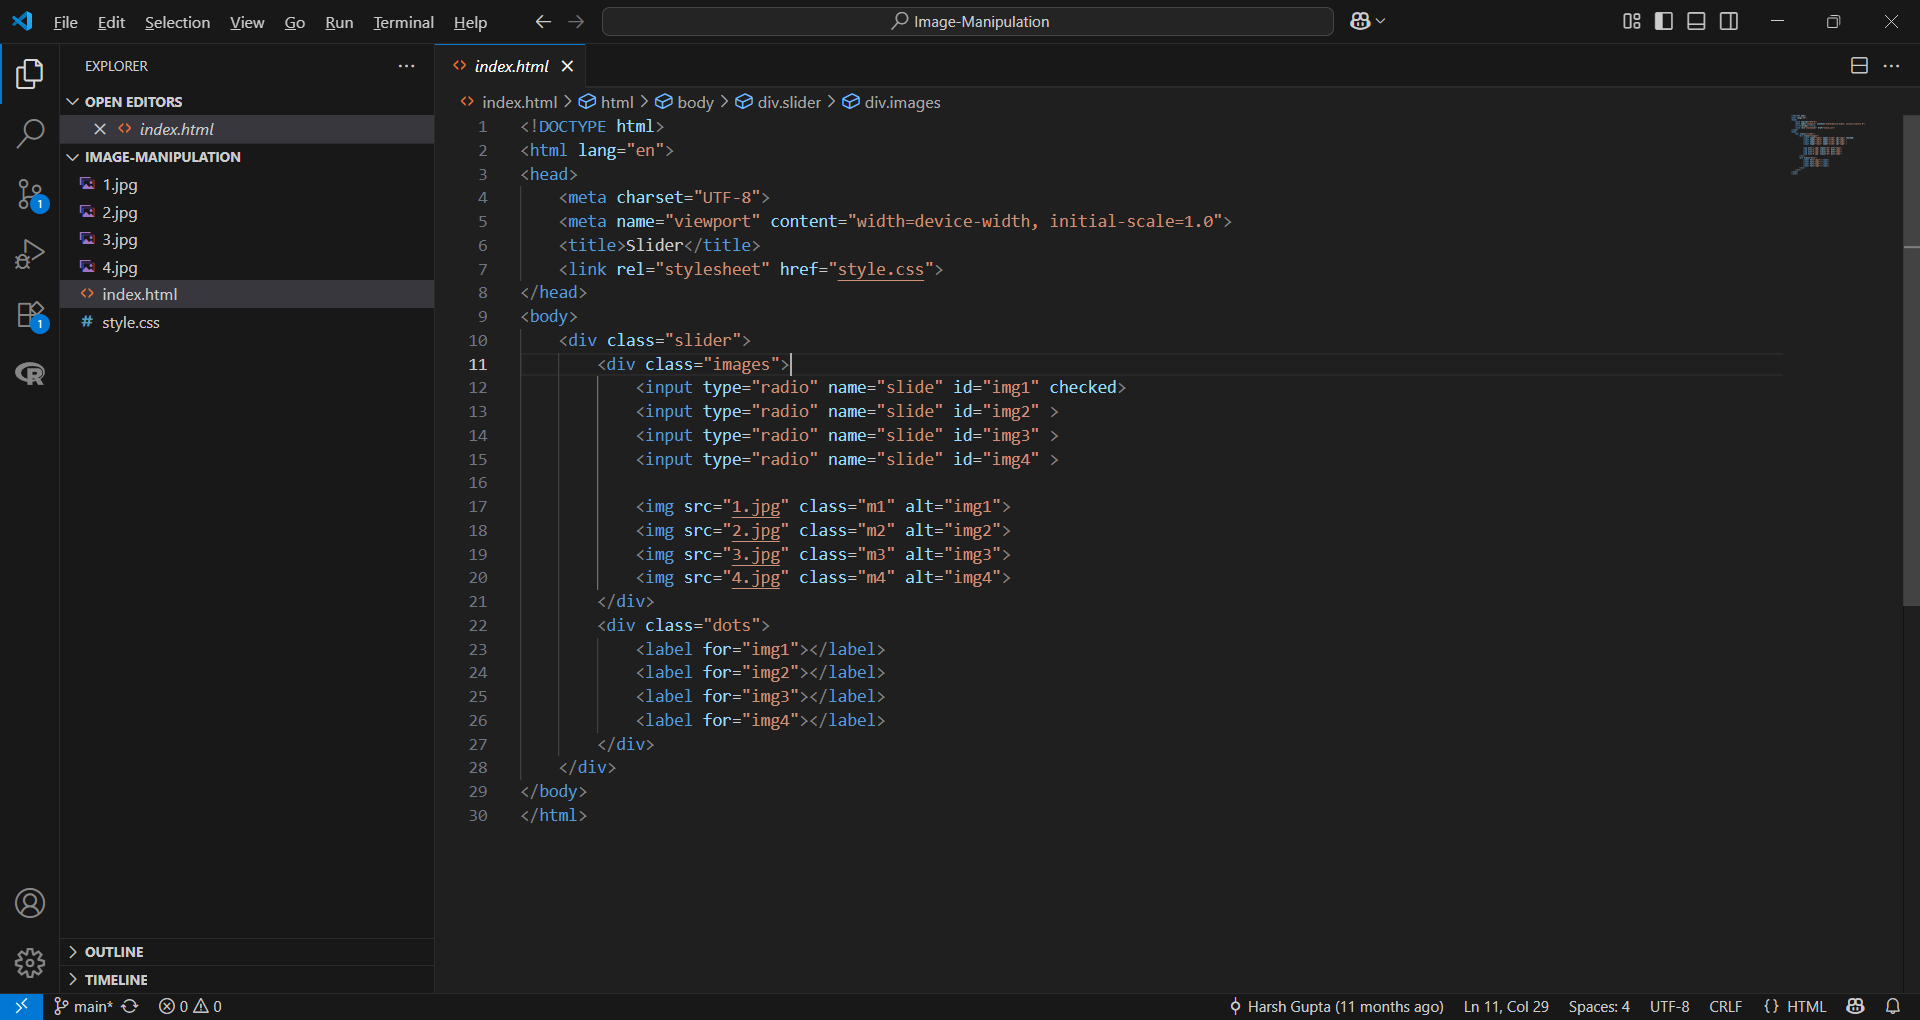 File Edit Selection View Go Run Terminal Help Image-Manipulation
EXPLORER
OPEN EDITORS
index.html
IMAGE-MANIPULATION
1.jpg
2.jpg
3.jpg
4.jpg
index.html
style.css
OUTLINE
TIMELINE
1
1
index.html
index.html > html > body > div.slider > div.images
1 <!DOCTYPE html>
2 <html lang="en">
3 <head>
4     <meta charset="UTF-8">
5     <meta name="viewport" content="width=device-width, initial-scale=1.0">
6     <title>Slider</title>
7     <link rel="stylesheet" href="style.css">
8 </head>
9 <body>
10     <div class="slider">
11         <div class="images">
12             <input type="radio" name="slide" id="img1" checked>
13             <input type="radio" name="slide" id="img2" >
14             <input type="radio" name="slide" id="img3" >
15             <input type="radio" name="slide" id="img4" >
16
17             <img src="1.jpg" class="m1" alt="img1">
18             <img src="2.jpg" class="m2" alt="img2">
19             <img src="3.jpg" class="m3" alt="img3">
20             <img src="4.jpg" class="m4" alt="img4">
21         </div>
22         <div class="dots">
23             <label for="img1"></label>
24             <label for="img2"></label>
25             <label for="img3"></label>
26             <label for="img4"></label>
27         </div>
28     </div>
29 </body>
30 </html>
main* 0 0 Harsh Gupta (11 months ago) Ln 11, Col 29 Spaces: 4 UTF-8 CRLF {} HTML